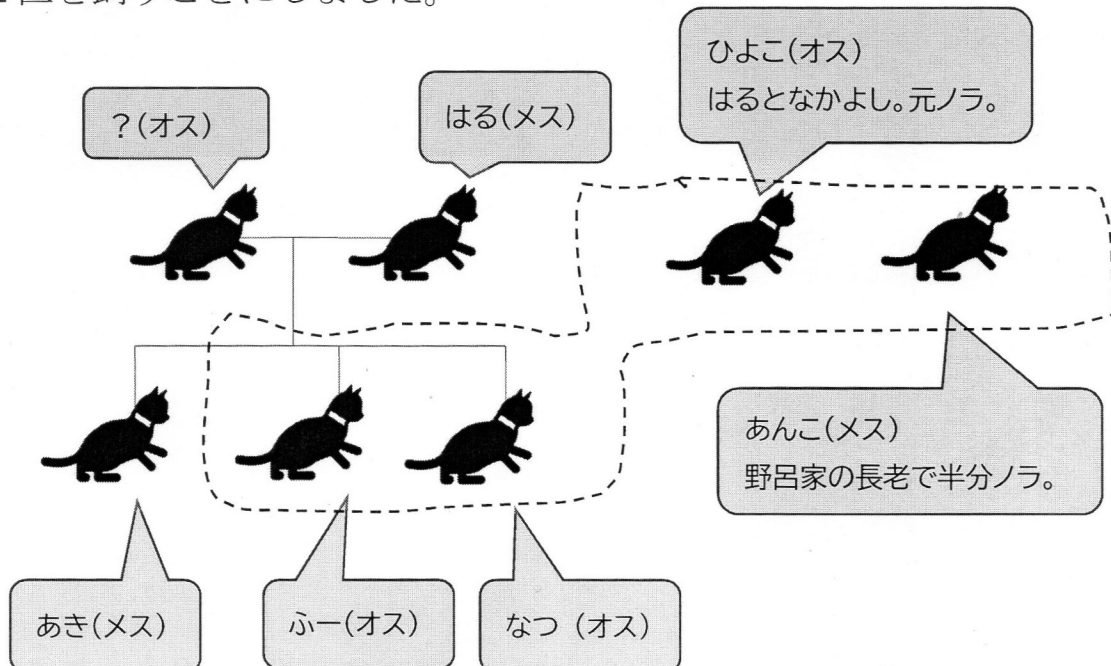 ？(オス)
はる(メス)
ひよこ(オス)
はるとなかよし。元ノラ。
あんこ(メス)
野呂家の長老で半分ノラ。
あき(メス)
ふー(オス)
なつ (オス)